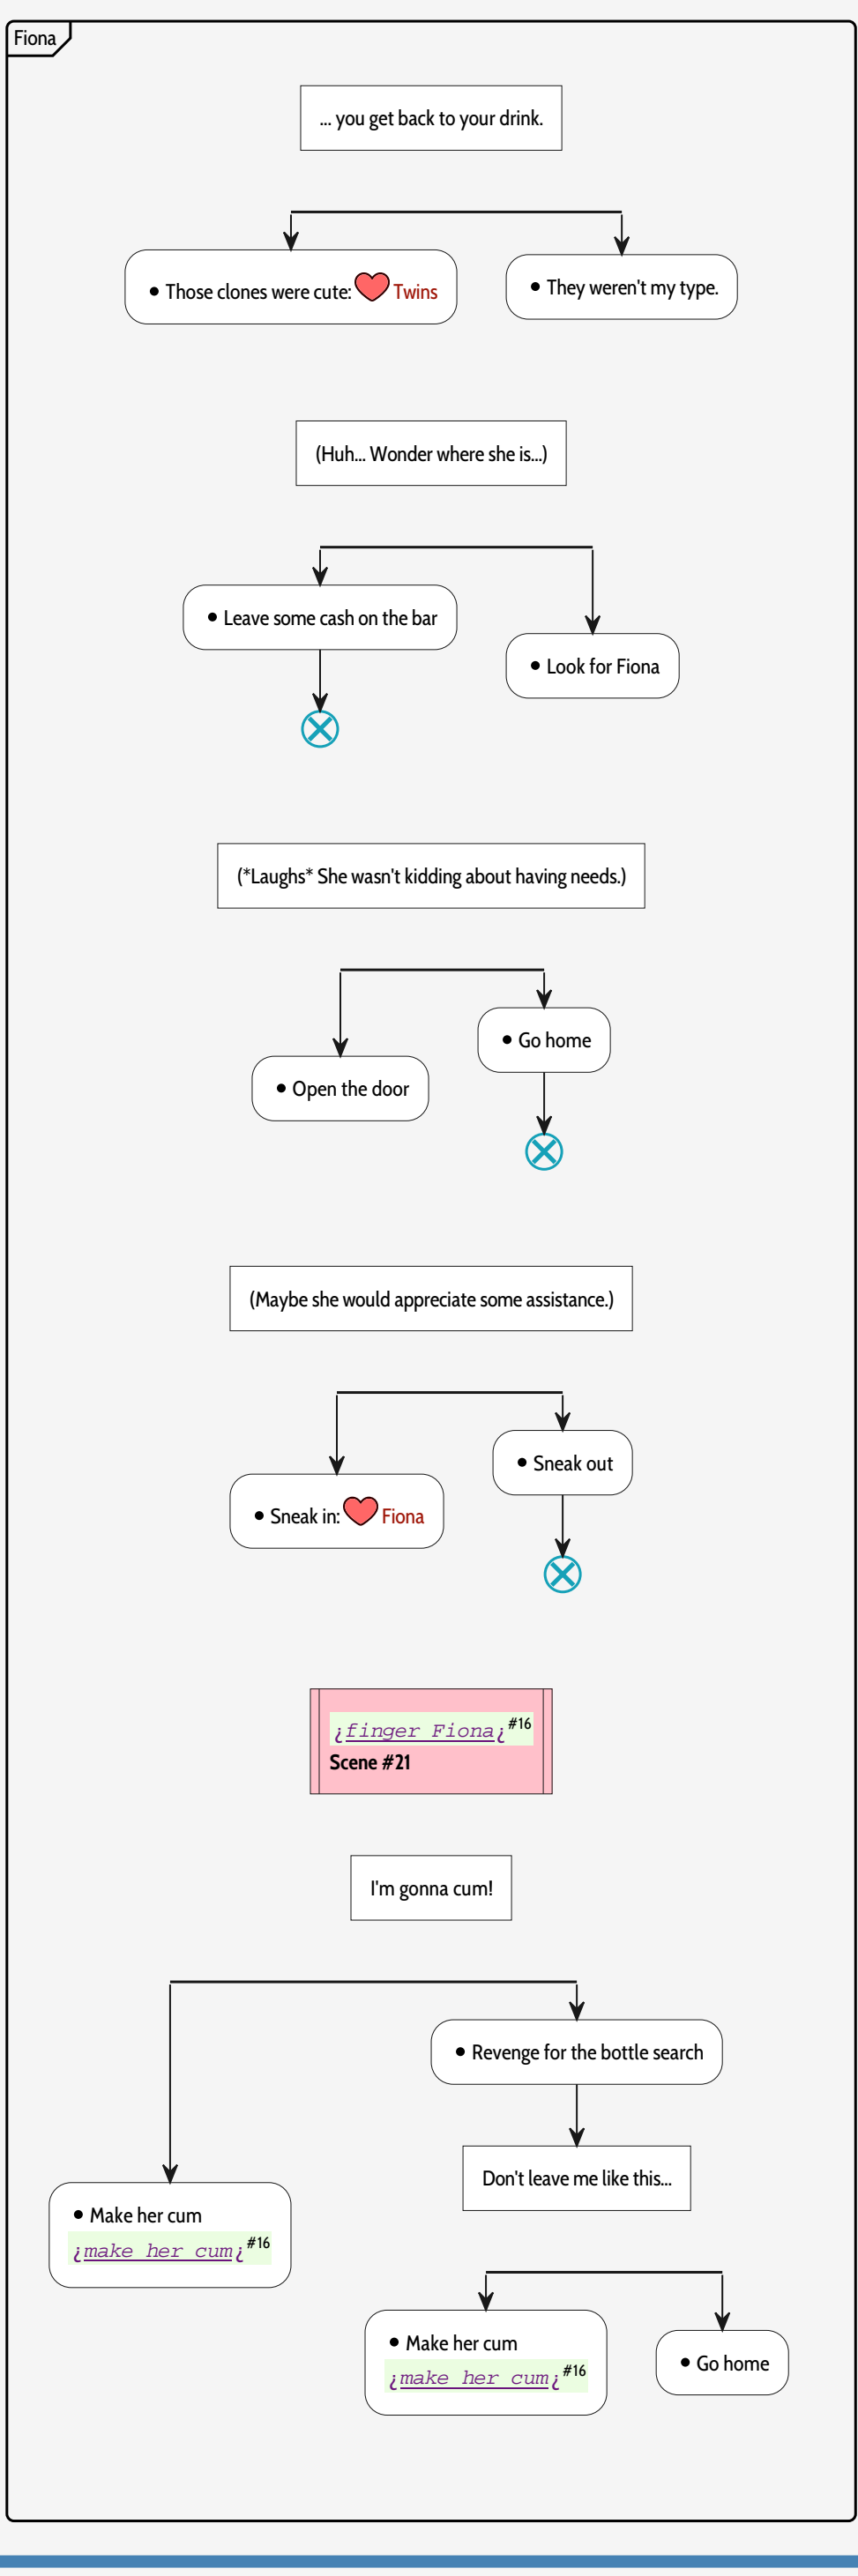 Fiona
... you get back to your drink.
• Those clones were cute: Twins
• They weren't my type.
(Huh... Wonder where she is...)
• Leave some cash on the bar
• Look for Fiona
(*Laughs* She wasn't kidding about having needs.)
• Go home
• Open the door
(Maybe she would appreciate some assistance.)
• Sneak out
• Sneak in: Fiona
¿finger Fiona¿#16
Scene #21
I'm gonna cum!
• Revenge for the bottle search
Don't leave me like this...
• Make her cum
¿make her cum¿#16
• Make her cum
¿make her cum¿#16
• Go home